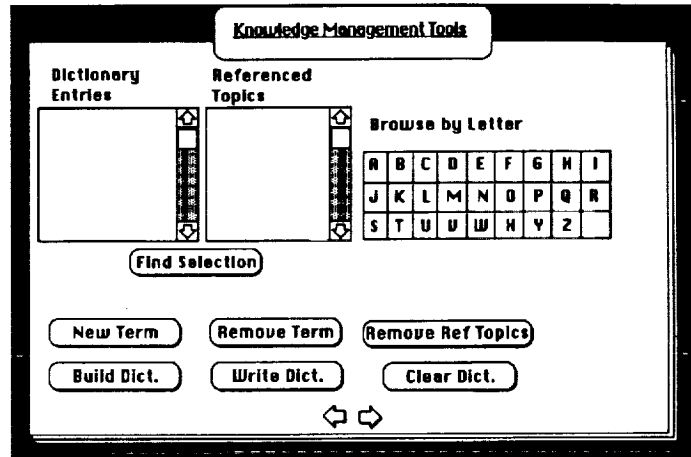 Knowledge Management Tools
Dictionary Entries
Referenced Topics
Browse by Letter
A B C D E F G H I
J K L M N O P Q R
S T U V W X Y Z
Find Selection
New Term Remove Term Remove Ref Topics
Build Dict. Write Dict. Clear Dict.